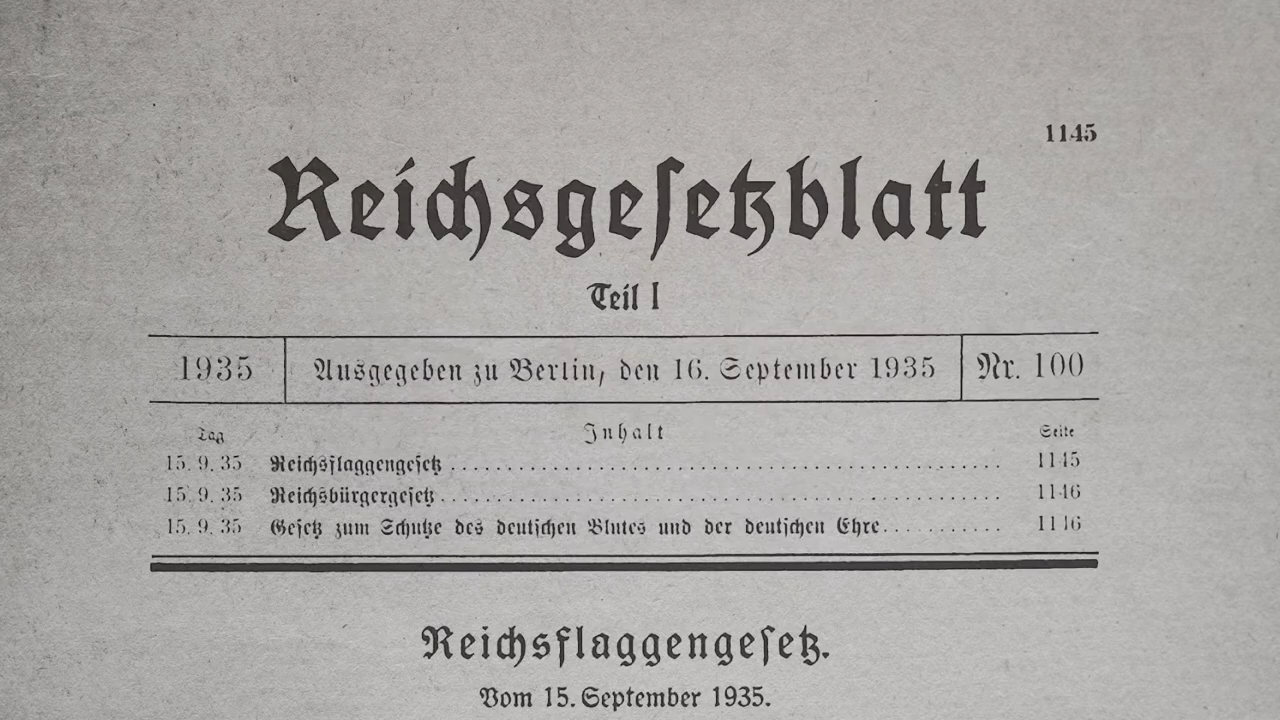 1145
Reichsgesetzblatt
Teil I
1935 Ausgegeben zu Berlin, den 16. September 1935 Nr. 100
Tag Inhalt Seite
15. 9. 35 Reichsflaggengesetz ........................................ 1145
15. 9. 35 Reichsbürgergesetz ........................................ 1146
15. 9. 35 Gesetz zum Schutze des deutschen Blutes und der deutschen Ehre........... 1146
Reichsflaggengesetz.
Vom 15. September 1935.